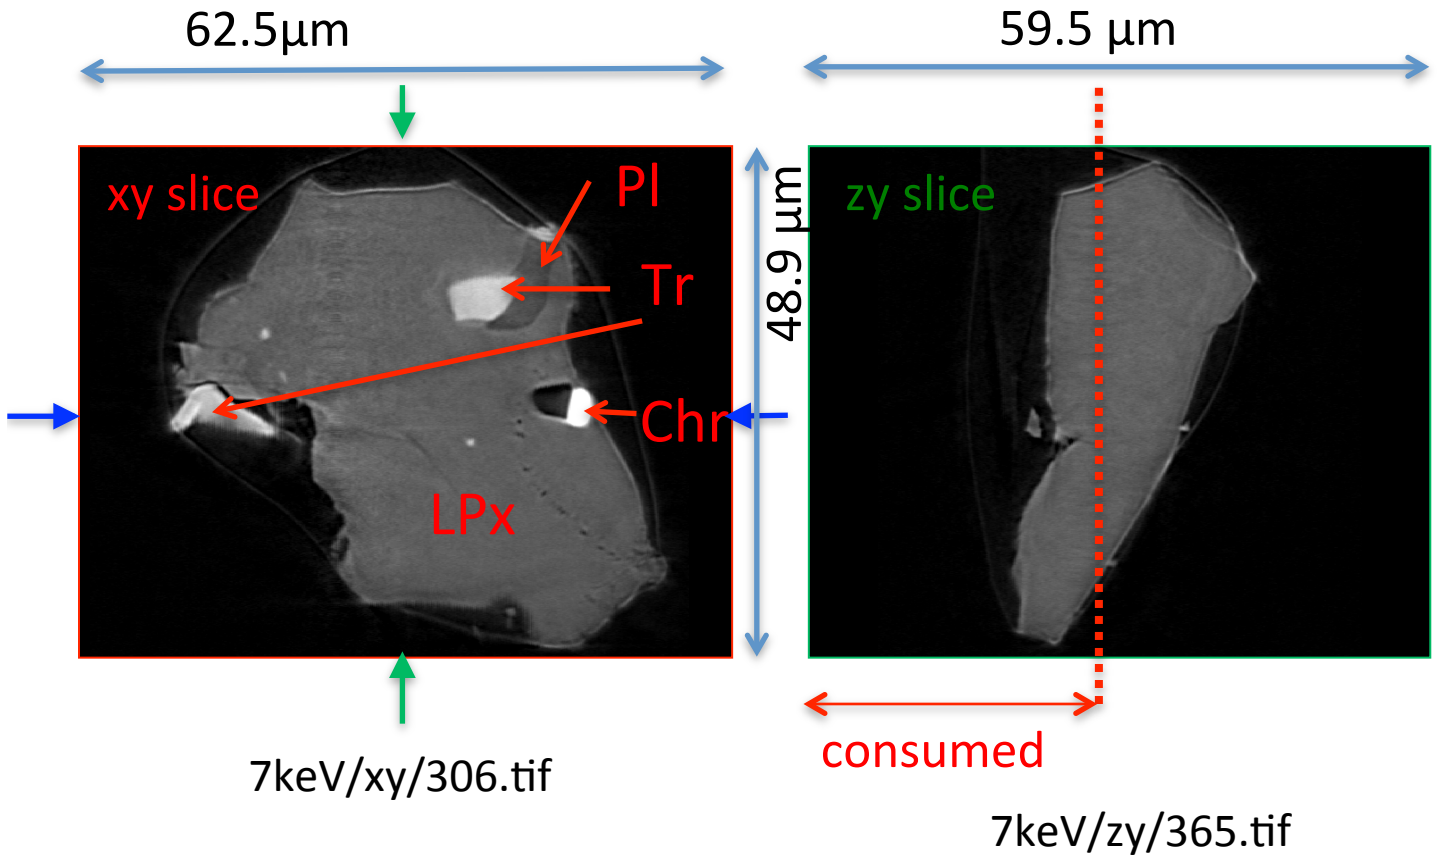 62.5μm
59.5 μm
xy slice
Pl
Tr
Chr
LPx
48.9 μm
zy slice
consumed
7keV/xy/306.tif
7keV/zy/365.tif